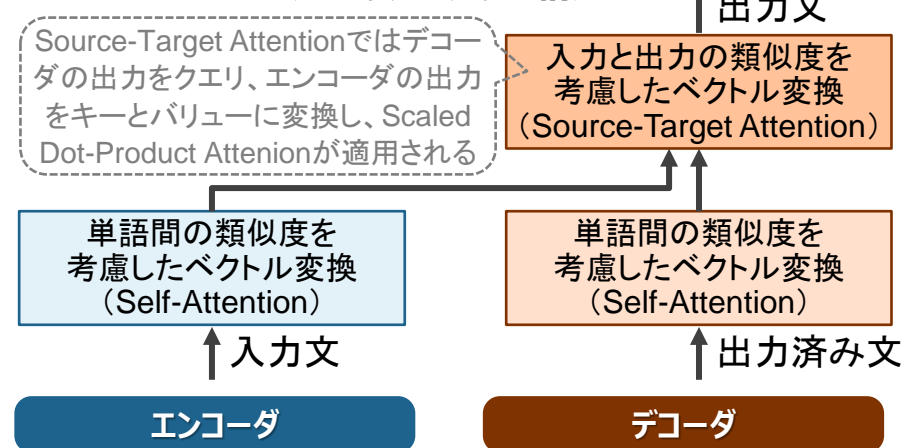 出力文
Source-Target Attentionではデコー
ダの出力をクエリ、エンコーダの出力
をキーとバリューに変換し、Scaled
Dot-Product Attenionが適用される
入力と出力の類似度を
考慮したベクトル変換
（Source-Target Attention）
単語間の類似度を
考慮したベクトル変換
（Self-Attention）
単語間の類似度を
考慮したベクトル変換
（Self-Attention）
入力文
出力済み文
エンコーダ
デコーダ